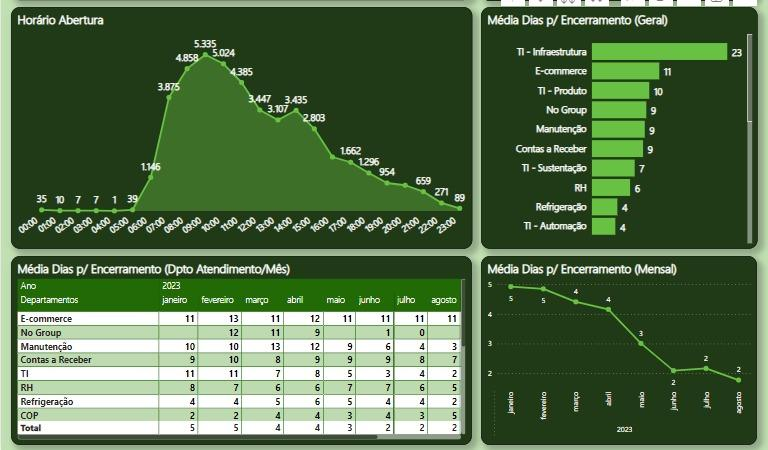 Horário Abertura
5.335
4.858
5.024
4.385
3.875
3.447
3.107
3.435
2.803
1.146
1.662
1.296
954
659
271
89
35 10 7 7 1 39
00:00 01:00 02:00 03:00 04:00 05:00 06:00 07:00 08:00 09:00 10:00 11:00 12:00 13:00 14:00 15:00 16:00 17:00 18:00 19:00 20:00 21:00 22:00 23:00
Média Dias p/ Encerramento (Geral)
TI - Infraestrutura 23
E-commerce 11
TI - Produto 10
No Group 9
Manutenção 9
Contas a Receber 9
TI - Sustentação 7
RH 6
Refrigeração 4
TI - Automação 4
Média Dias p/ Encerramento (Dpto Atendimento/Mês)
Ano 2023
Departamentos janeiro fevereiro março abril maio junho julho agosto
E-commerce 11 13 11 12 11 11 11 11
No Group 12 11 9 1 0
Manutenção 10 10 13 12 9 6 4 3
Contas a Receber 9 10 8 9 9 9 8 7
TI 11 11 7 8 5 3 4 2
RH 8 7 6 6 7 7 6 5
Refrigeração 4 4 5 6 5 4 4 2
COP 2 2 4 4 3 4 3 5
Total 5 5 4 4 3 2 2 2
Média Dias p/ Encerramento (Mensal)
5
4
3
2
5 5 4 4 3 2 2 2
janeiro fevereiro março abril maio junho julho agosto
2023